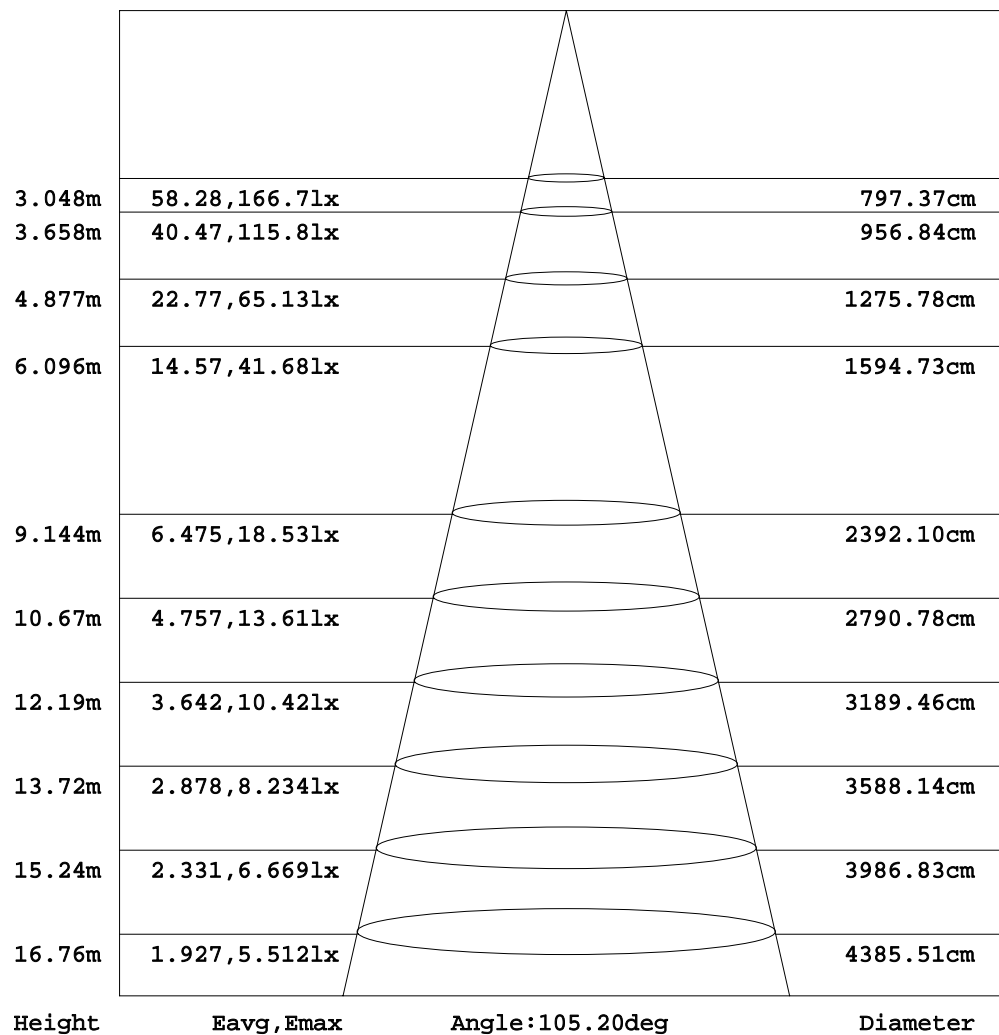 3.048m 58.28,166.7lx 797.37cm
3.658m 40.47,115.8lx 956.84cm
4.877m 22.77,65.13lx 1275.78cm
6.096m 14.57,41.68lx 1594.73cm
9.144m 6.475,18.53lx 2392.10cm
10.67m 4.757,13.61lx 2790.78cm
12.19m 3.642,10.42lx 3189.46cm
13.72m 2.878,8.234lx 3588.14cm
15.24m 2.331,6.669lx 3986.83cm
16.76m 1.927,5.512lx 4385.51cm
Height Eavg,Emax Angle:105.20deg Diameter